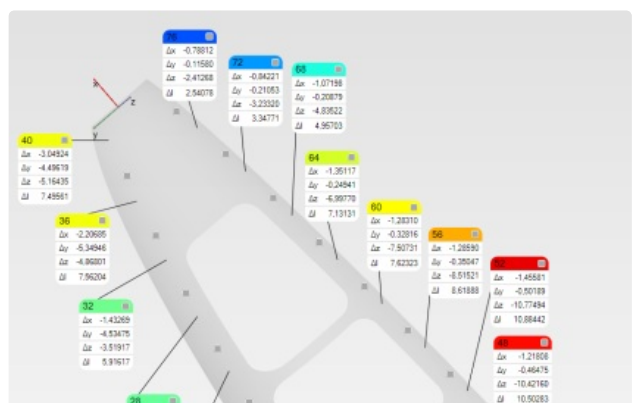 76
Δx -0.78812
Δy -0.11580
Δz -2.41268
Δl 2.54078
72
Δx -0.84221
Δy -0.21053
Δz -3.23320
Δl 3.34771
68
Δx -1.07198
Δy -0.20879
Δz -4.83522
Δl 4.95703
x
z
y
40
Δx -3.04924
Δy -4.49619
Δz -5.16435
Δl 7.49561
64
Δx -1.35117
Δy -0.24941
Δz -6.99770
Δl 7.13131
36
Δx -2.20685
Δy -5.34946
Δz -4.86801
Δl 7.56204
60
Δx -1.28310
Δy -0.32816
Δz -7.50731
Δl 7.62323
56
Δx -1.28590
Δy -0.35047
Δz -8.51521
Δl 8.61888
52
Δx -1.45581
Δy -0.50189
Δz -10.77494
Δl 10.88442
32
Δx -1.43269
Δy -4.53475
Δz -3.51917
Δl 5.91617
48
Δx -1.21808
Δy -0.46475
Δz -10.42160
Δl 10.50283
28